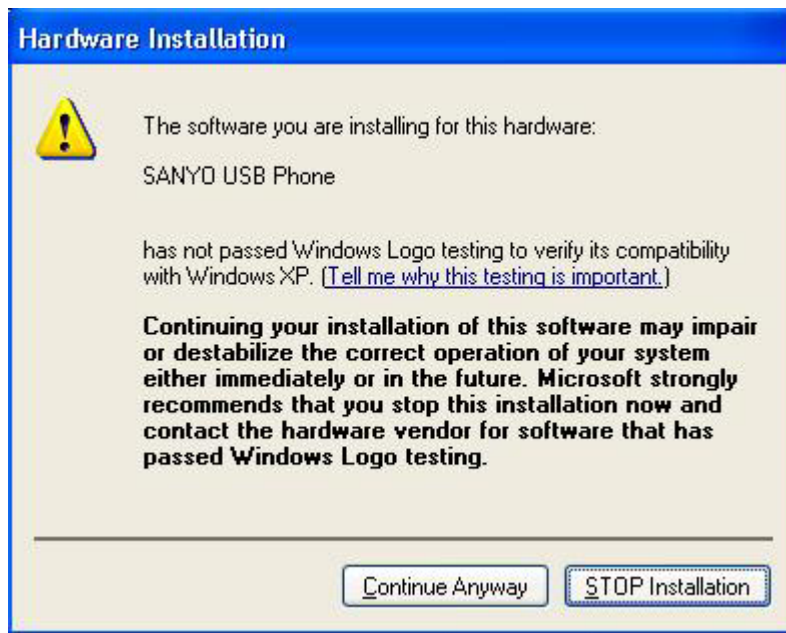 Hardware Installation
The software you are installing for this hardware:
SANYO USB Phone
has not passed Windows Logo testing to verify its compatibility
with Windows XP. (Tell me why this testing is important.)
Continuing your installation of this software may impair
or destabilize the correct operation of your system
either immediately or in the future. Microsoft strongly
recommends that you stop this installation now and
contact the hardware vendor for software that has
passed Windows Logo testing.
Continue Anyway
STOP Installation